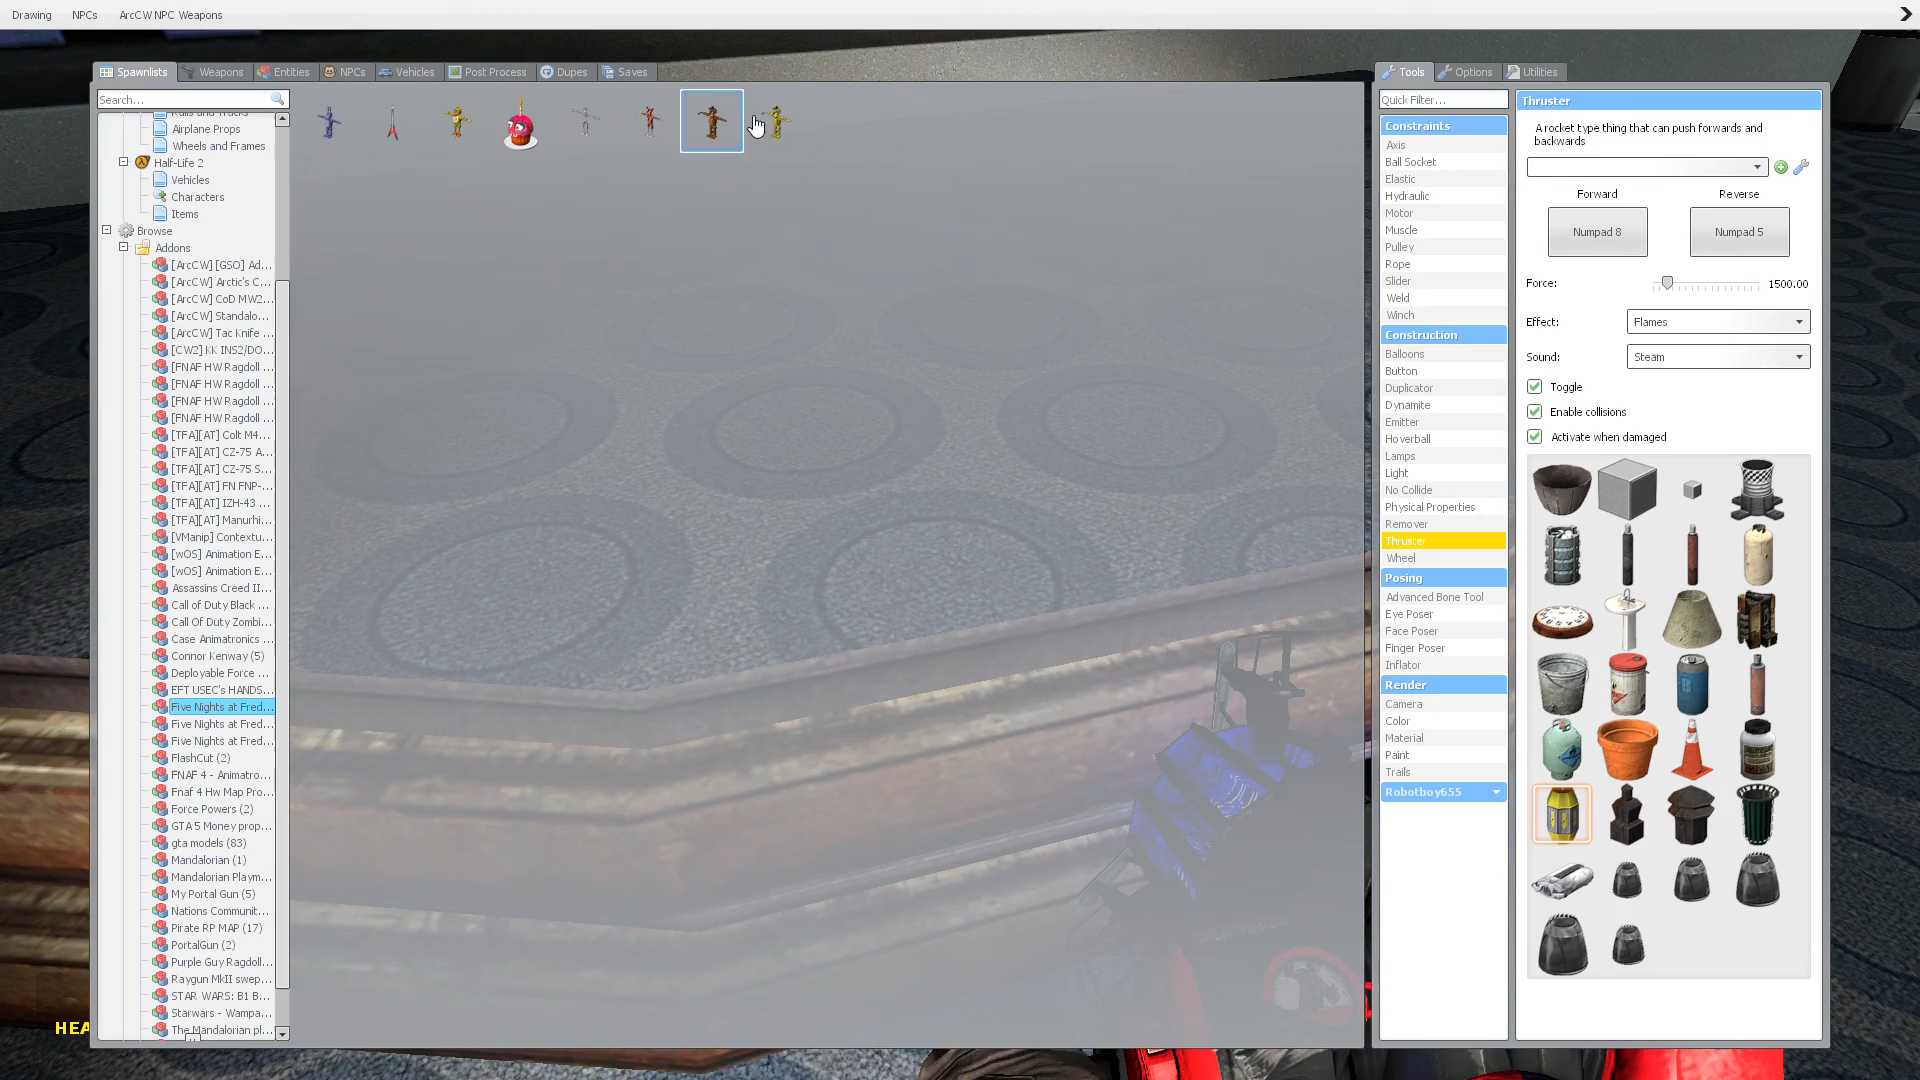 Drawing NPCs ArcCW NPC Weapons
Spawnlists Weapons Entities NPCs Vehicles Post Process Dupes Saves
Search...
Rails and Tracks
Airplane Props
Wheels and Frames
Half-Life 2
Vehicles
Characters
Items
Browse
Addons
[ArcCW] [GSO] Ad...
[ArcCW] Arctic's C...
[ArcCW] CoD MW2...
[ArcCW] Standalo...
[ArcCW] Tac Knife ...
[CW2] KK INS2/DO...
[FNAF HW Ragdoll ...
[FNAF HW Ragdoll ...
[FNAF HW Ragdoll ...
[FNAF HW Ragdoll ...
[TFA][AT] Colt M4...
[TFA][AT] CZ-75 A...
[TFA][AT] CZ-75 S...
[TFA][AT] FN FNP-...
[TFA][AT] IZH-43 ...
[TFA][AT] Manurhi...
[VManip] Contextu...
[wOS] Animation E...
[wOS] Animation E...
Assassins Creed II...
Call of Duty Black ...
Call Of Duty Zombi...
Case Animatronics ...
Connor Kenway (5)
Deployable Force ...
EFT USEC's HANDS...
Five Nights at Fred...
Five Nights at Fred...
Five Nights at Fred...
FlashCut (2)
FNAF 4 - Animatro...
Fnaf 4 Hw Map Pro...
Force Powers (2)
GTA 5 Money prop...
gta models (83)
Mandalorian (1)
Mandalorian Playm...
My Portal Gun (5)
Nations Communit...
Pirate RP MAP (17)
PortalGun (2)
Purple Guy Ragdoll...
Raygun MkII swep...
STAR WARS: B1 B...
Starwars - Wampa...
The Mandalorian pl...
HEA
Tools Options Utilities
Quick Filter...
Constraints
Axis
Ball Socket
Elastic
Hydraulic
Motor
Muscle
Pulley
Rope
Slider
Weld
Winch
Construction
Balloons
Button
Duplicator
Dynamite
Emitter
Hoverball
Lamps
Light
No Collide
Physical Properties
Remover
Thruster
Wheel
Posing
Advanced Bone Tool
Eye Poser
Face Poser
Finger Poser
Inflator
Render
Camera
Color
Material
Paint
Trails
Robotboy655
Thruster
A rocket type thing that can push forwards and
backwards
Forward Reverse
Numpad 8 Numpad 5
Force: 1500.00
Effect: Flames
Sound: Steam
Toggle
Enable collisions
Activate when damaged